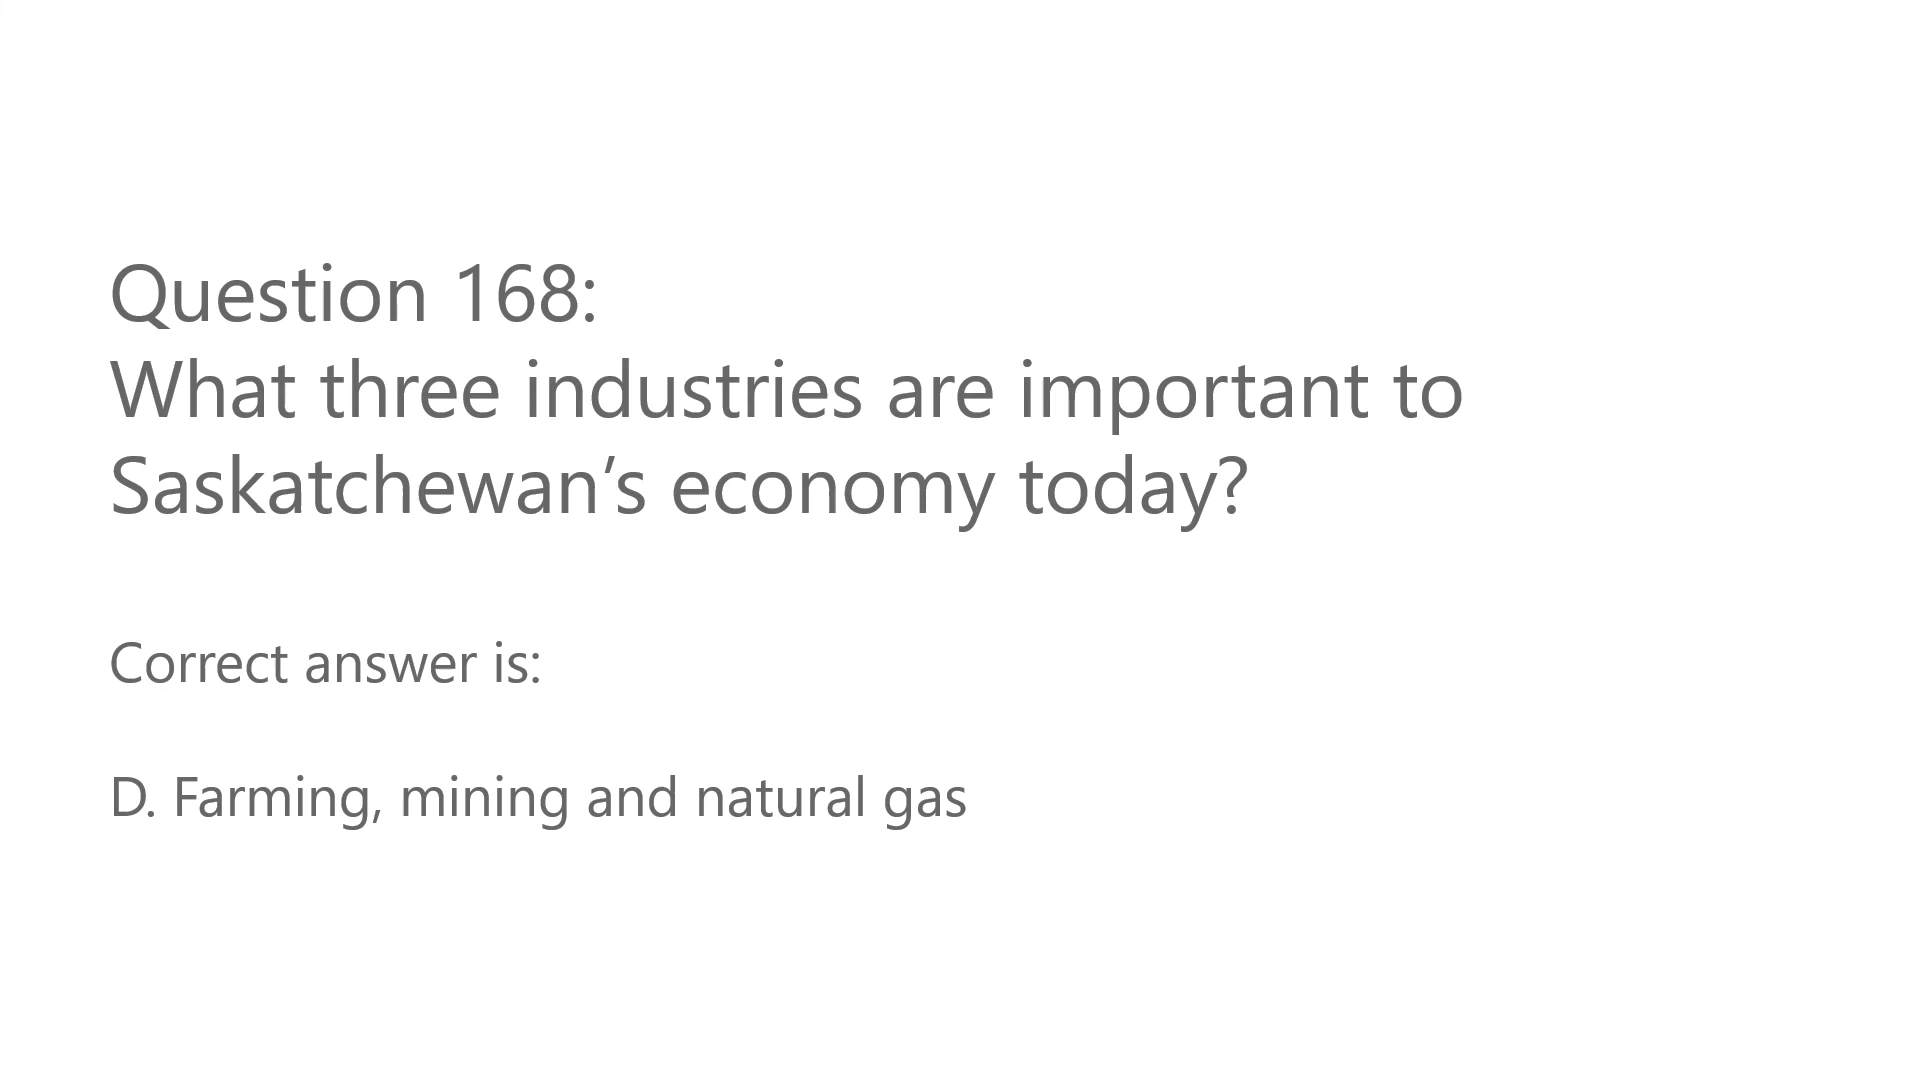 Question 168:
What three industries are important to
Saskatchewan’s economy today?
Correct answer is:
D. Farming, mining and natural gas